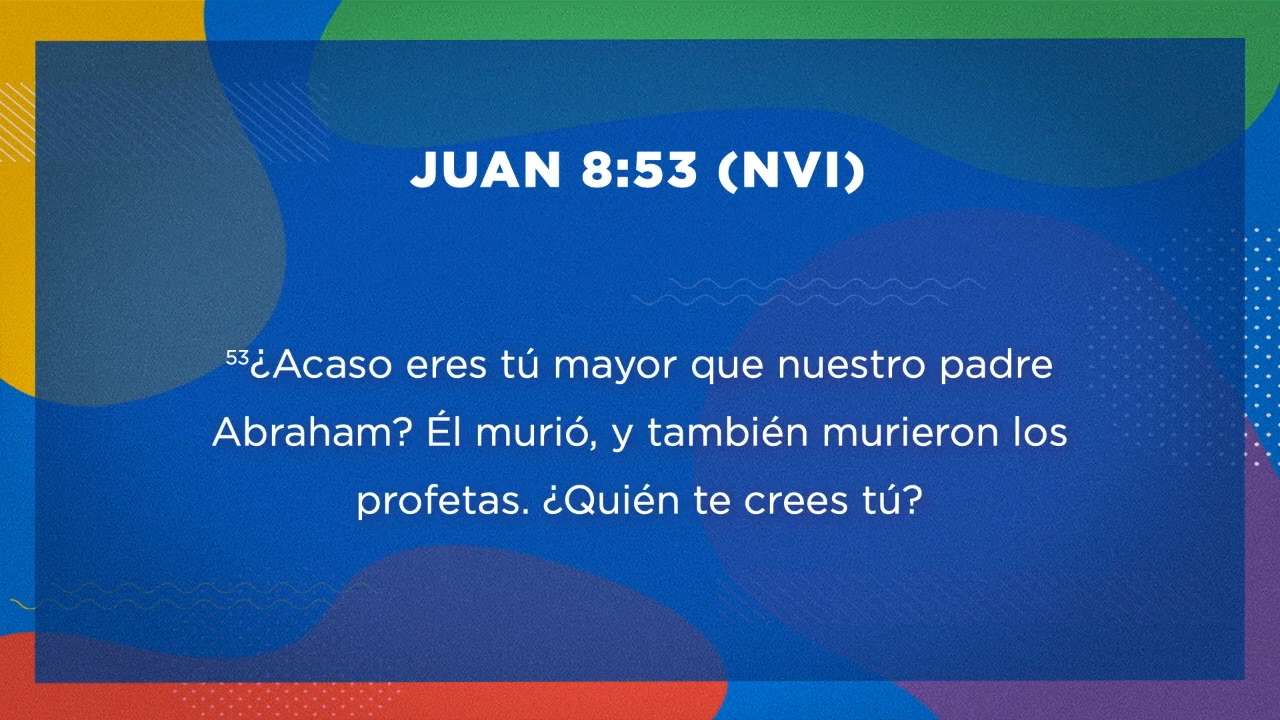 JUAN 8:53 (NVI)
53¿Acaso eres tú mayor que nuestro padre
Abraham? Él murió, y también murieron los
profetas. ¿Quién te crees tú?